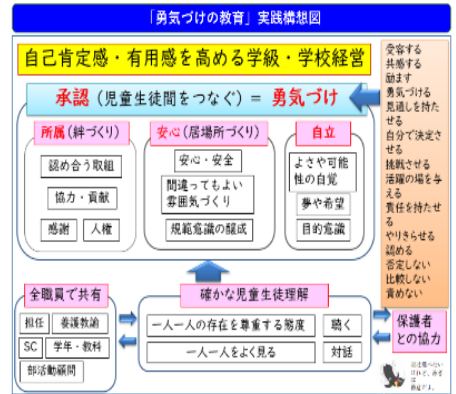 「勇気づけの教育」実践構想図
自己肯定感・有用感を高める学級・学校経営
承認(児童生徒間をつなぐ)=勇気づけ
所属(絆づくり)
認め合う取組
協力・貢献
感謝
人権
安心(居場所づくり)
安心・安全
間違ってもよい
雰囲気づくり
規範意識の醸成
自立
よさや可能
性の自覚
夢や希望
目的意識
受容する
共感する
励ます
勇気づける
見通しを持た
せる
自分で決定さ
せる
挑戦させる
活躍の場を与
える
責任を持たせ
る
やりきらせる
認める
否定しない
比較しない
責めない
全職員で共有
担任
養護教諭
SC
学年・教科
部活動顧問
確かな児童生徒理解
一人一人の存在を尊重する態度
聴く
一人一人をよく見る
対話
保護者
との協力